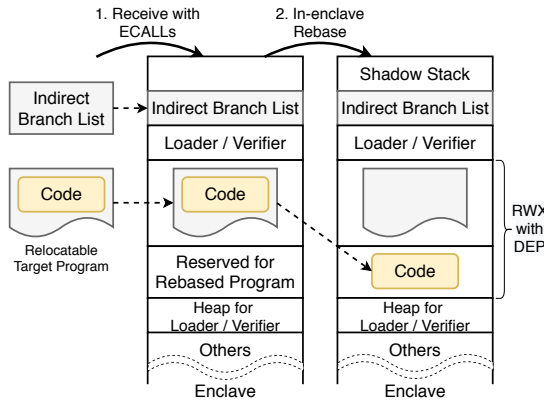 1. Receive with
ECALLs
2. In-enclave
Rebase
Indirect
Branch List
Code
Relocatable
Target Program
Indirect Branch List
Loader / Verifier
Code
Reserved for
Rebased Program
Heap for
Loader / Verifier
Others
Enclave
Shadow Stack
Indirect Branch List
Loader / Verifier
Code
Heap for
Loader / Verifier
Others
Enclave
RWX
with
DEP